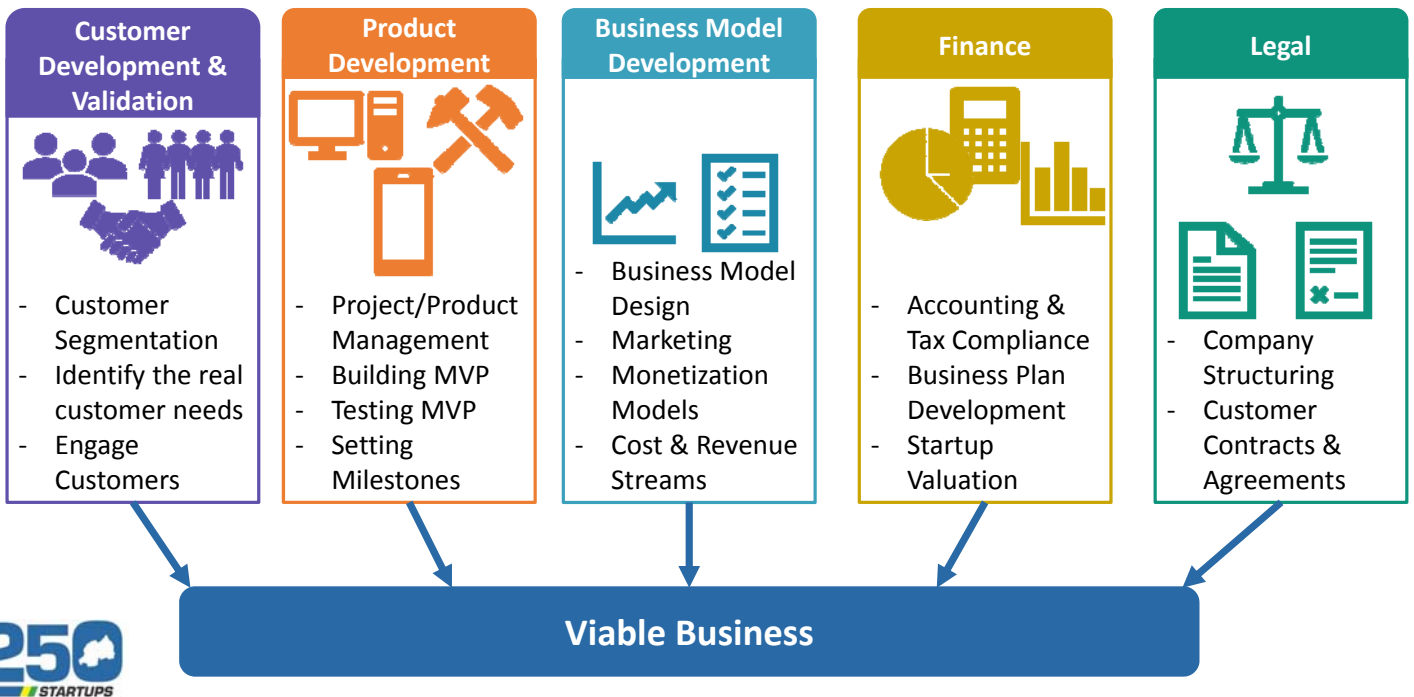 Customer
Development &
Validation
- Customer
Segmentation
- Identify the real
customer needs
- Engage
Customers
Product
Development
- Project/Product
Management
- Building MVP
- Testing MVP
- Setting
Milestones
Business Model
Development
- Business Model
Design
- Marketing
- Monetization
Models
- Cost & Revenue
Streams
Finance
- Accounting &
Tax Compliance
- Business Plan
Development
- Startup
Valuation
Legal
- Company
Structuring
- Customer
Contracts &
Agreements
Viable Business
250
STARTUPS